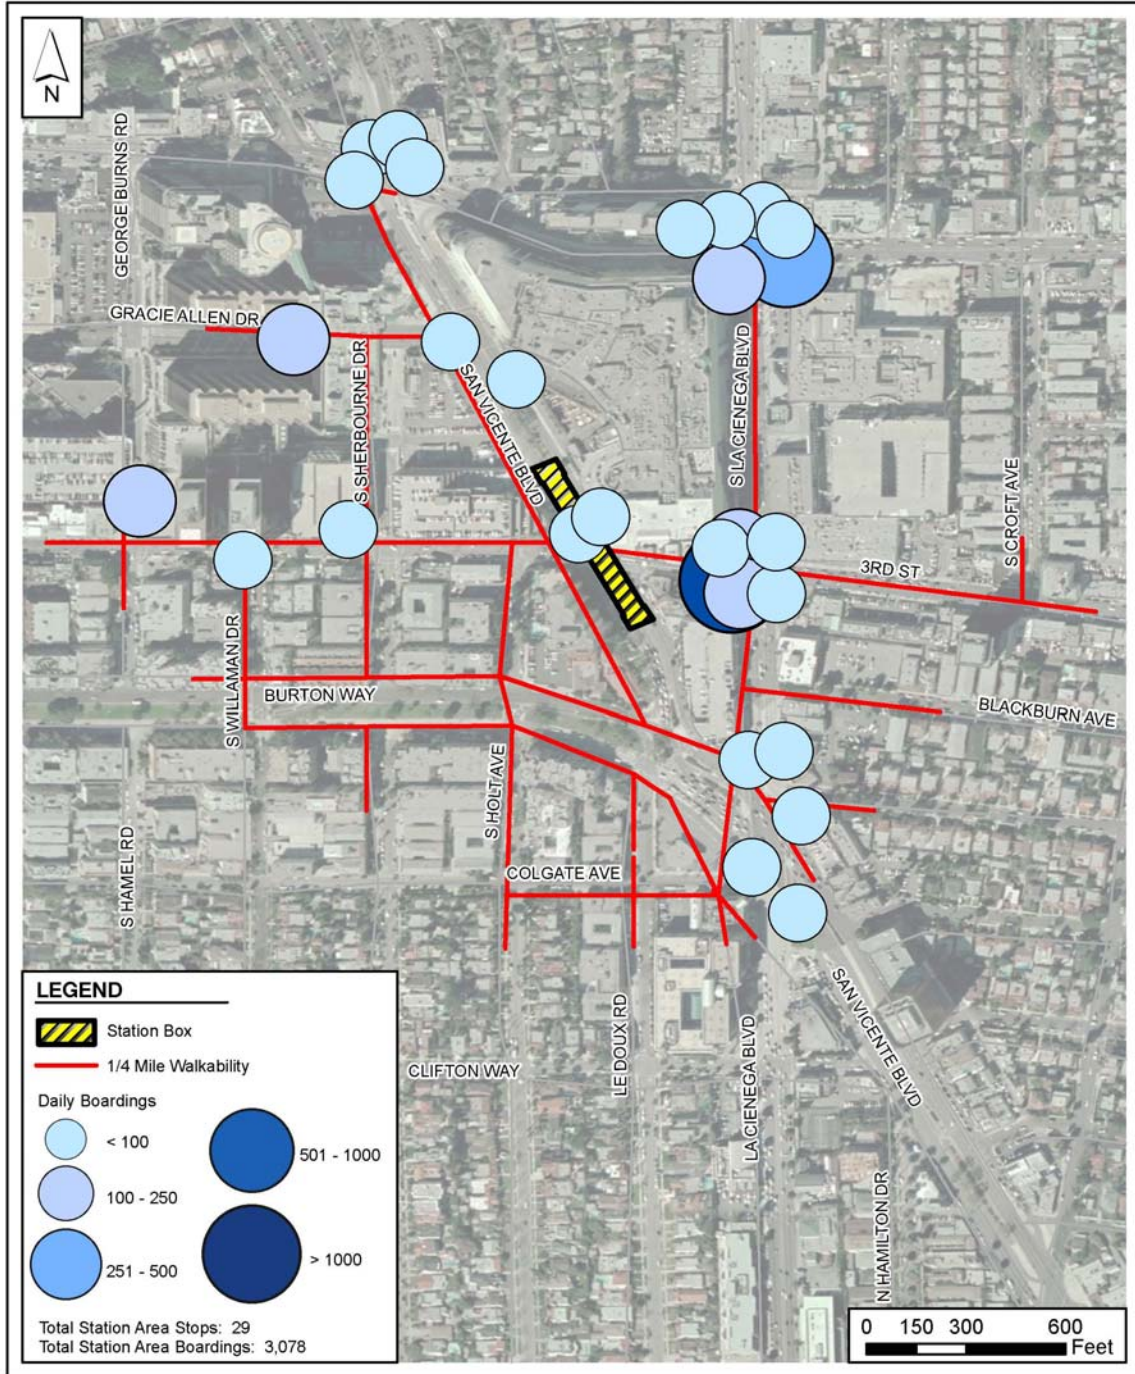 N
GEORGE BURNS RD
GRACIE ALLEN DR
S SHERBOURNE DR
SAN VICENTE BLVD
S LA CIENEGA BLVD
S CROFT AVE
3RD ST
S WILLAMAN DR
BURTON WAY
BLACKBURN AVE
S HOLT AVE
S HAMEL RD
COLGATE AVE
LE DOUX RD
LA CIENEGA BLVD
SAN VICENTE BLVD
CLIFTON WAY
N HAMILTON DR
LEGEND
Station Box
1/4 Mile Walkability
Daily Boardings
< 100
100 - 250
251 - 500
501 - 1000
> 1000
Total Station Area Stops: 29
Total Station Area Boardings: 3,078
0 150 300 600
Feet